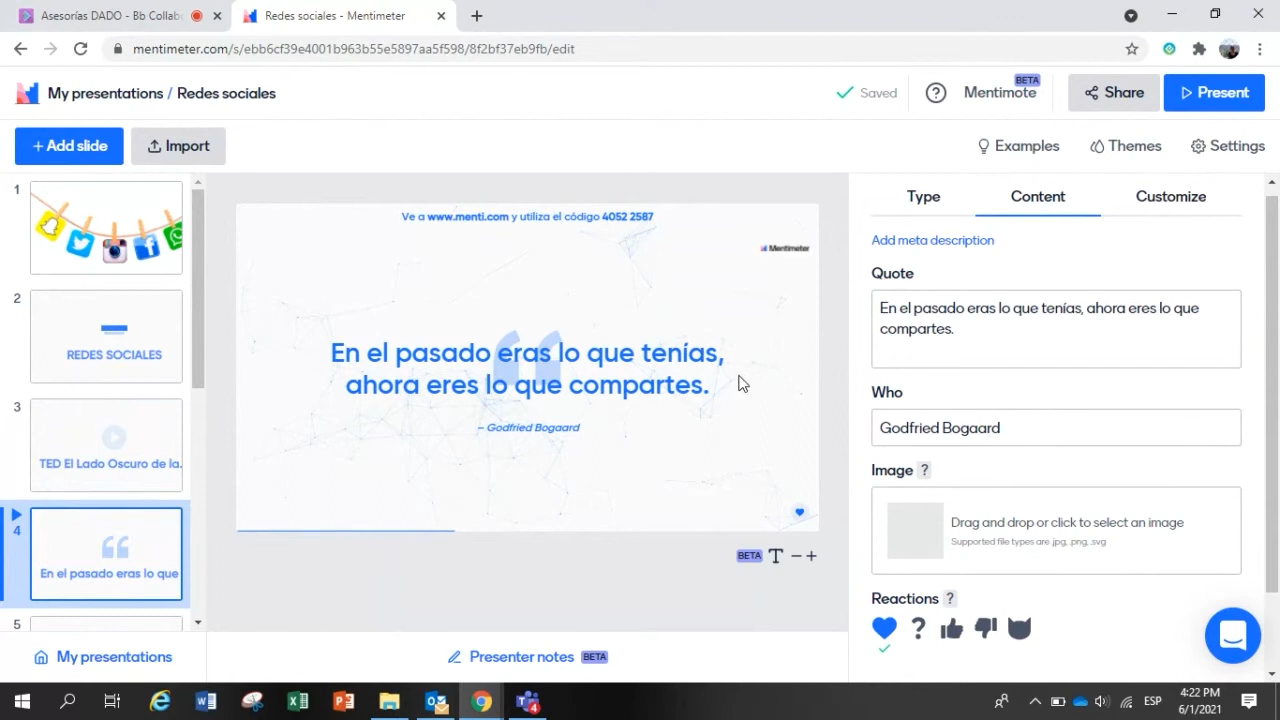 Asesorías DADO - Bb Collab
Redes sociales - Mentimeter
mentimeter.com/s/ebb6cf39e4001b963b55e5897aa5f598/8f2bf37eb9fb/edit
My presentations / Redes sociales
Saved
Mentimote
BETA
Share
Present
+ Add slide
Import
Examples
Themes
Settings
1
2
REDES SOCIALES
3
TED El Lado Oscuro de la.
4
En el pasado eras lo que
5
Ve a www.menti.com y utiliza el código 4052 2587
Mentimeter
En el pasado eras lo que tenías,
ahora eres lo que compartes.
– Godfried Bogaard
BETA
T
Type
Content
Customize
Add meta description
Quote
En el pasado eras lo que tenías, ahora eres lo que
compartes.
Who
Godfried Bogaard
Image ?
Drag and drop or click to select an image
Supported file types are .jpg, .png, .svg
Reactions ?
My presentations
Presenter notes BETA
4
ESP
4:22 PM
6/1/2021